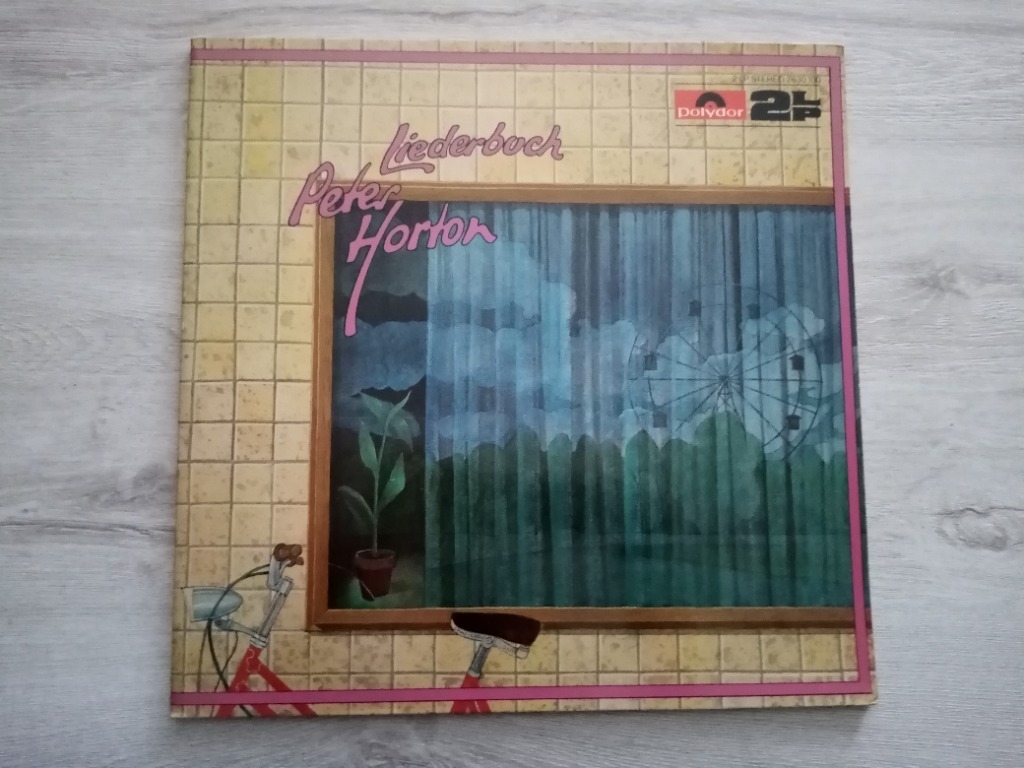 polydor
2LP
Liederbuch
Peter
Horton